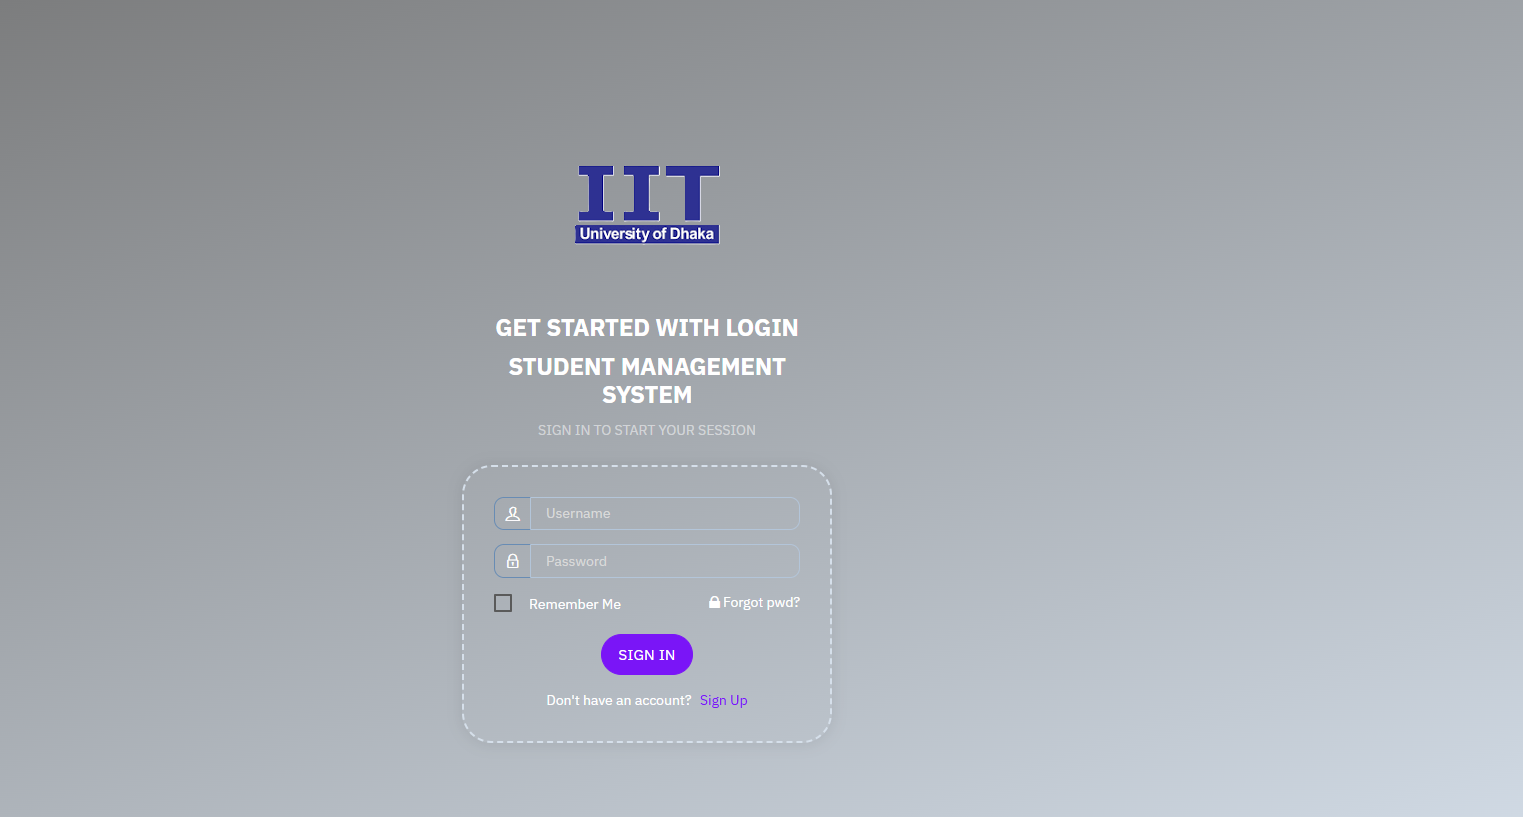 IIT
University of Dhaka
GET STARTED WITH LOGIN
STUDENT MANAGEMENT
SYSTEM
SIGN IN TO START YOUR SESSION
Username
Password
Remember Me Forgot pwd?
SIGN IN
Don't have an account? Sign Up